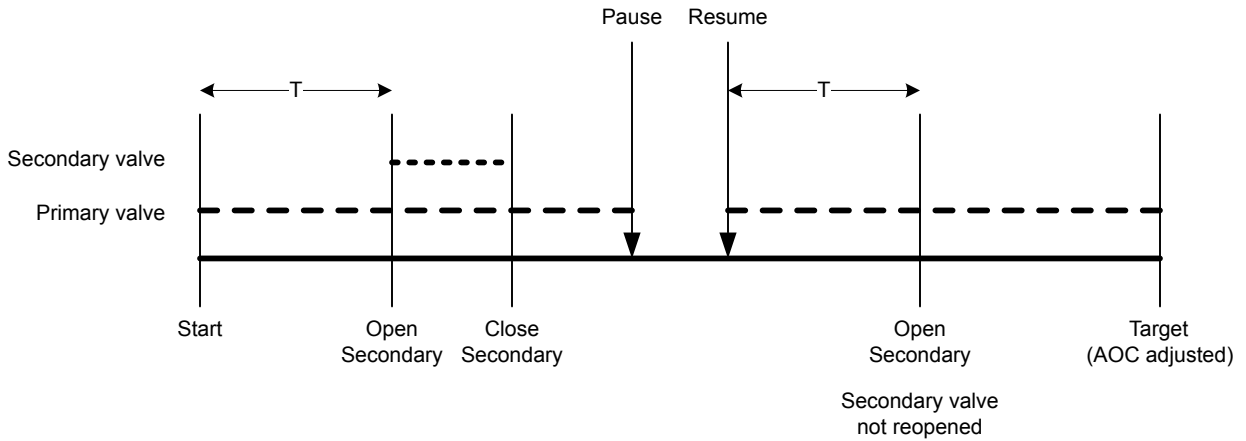 Pause
Resume
T
T
Secondary valve
Primary valve
Start
Open
Secondary
Close
Secondary
Open
Secondary
Target
(AOC adjusted)
Secondary valve
not reopened